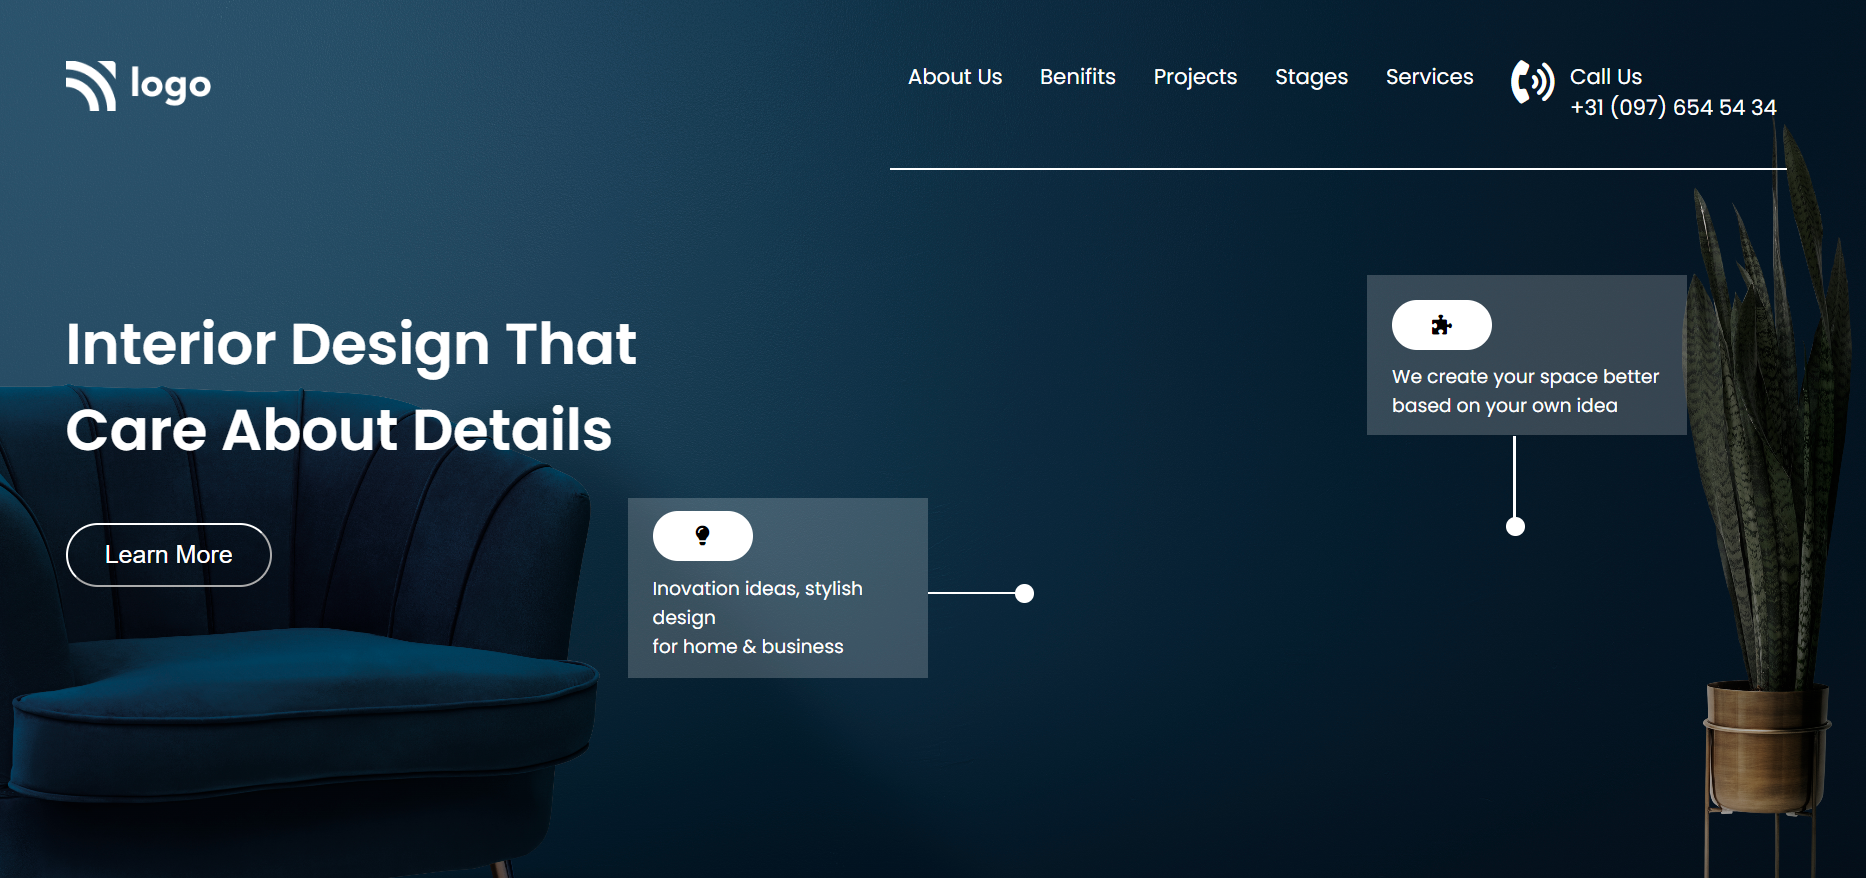 logo
About Us Benifits Projects Stages Services Call Us
+31 (097) 654 54 34
Interior Design That
Care About Details
Learn More
We create your space better
based on your own idea
Inovation ideas, stylish
design
for home & business